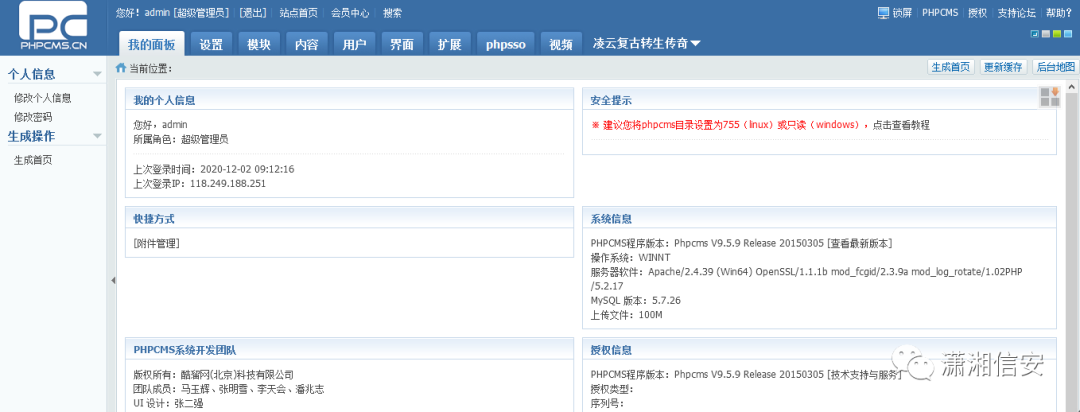 PC
PHPCMS.CN
您好！admin [超级管理员] [退出] 站点首页 会员中心 搜索
锁屏 PHPCMS 授权 支持论坛 帮助?
我的面板 设置 模块 内容 用户 界面 扩展 phpsso 视频 凌云复古转生传奇
个人信息
修改个人信息
修改密码
生成操作
生成首页
当前位置：
生成首页 更新缓存 后台地图
我的个人信息
您好，admin
所属角色：超级管理员
上次登录时间：2020-12-02 09:12:16
上次登录IP：118.249.188.251
安全提示
※ 建议您将phpcms目录设置为755（linux）或只读（windows），点击查看教程
快捷方式
[附件管理]
系统信息
PHPCMS程序版本：Phpcms V9.5.9 Release 20150305 [查看最新版本]
操作系统：WINNT
服务器软件：Apache/2.4.39 (Win64) OpenSSL/1.1.1b mod_fcgid/2.3.9a mod_log_rotate/1.02PHP
/5.2.17
MySQL 版本：5.7.26
上传文件：100M
PHPCMS系统开发团队
版权所有：酷溜网(北京)科技有限公司
团队成员：马玉辉、张明雪、李天会、潘兆志
UI 设计：张二强
授权信息
PHPCMS程序版本：Phpcms V9.5.9 Release 20150305 [技术支持与服务]
授权类型：
序列号：
潇湘信安